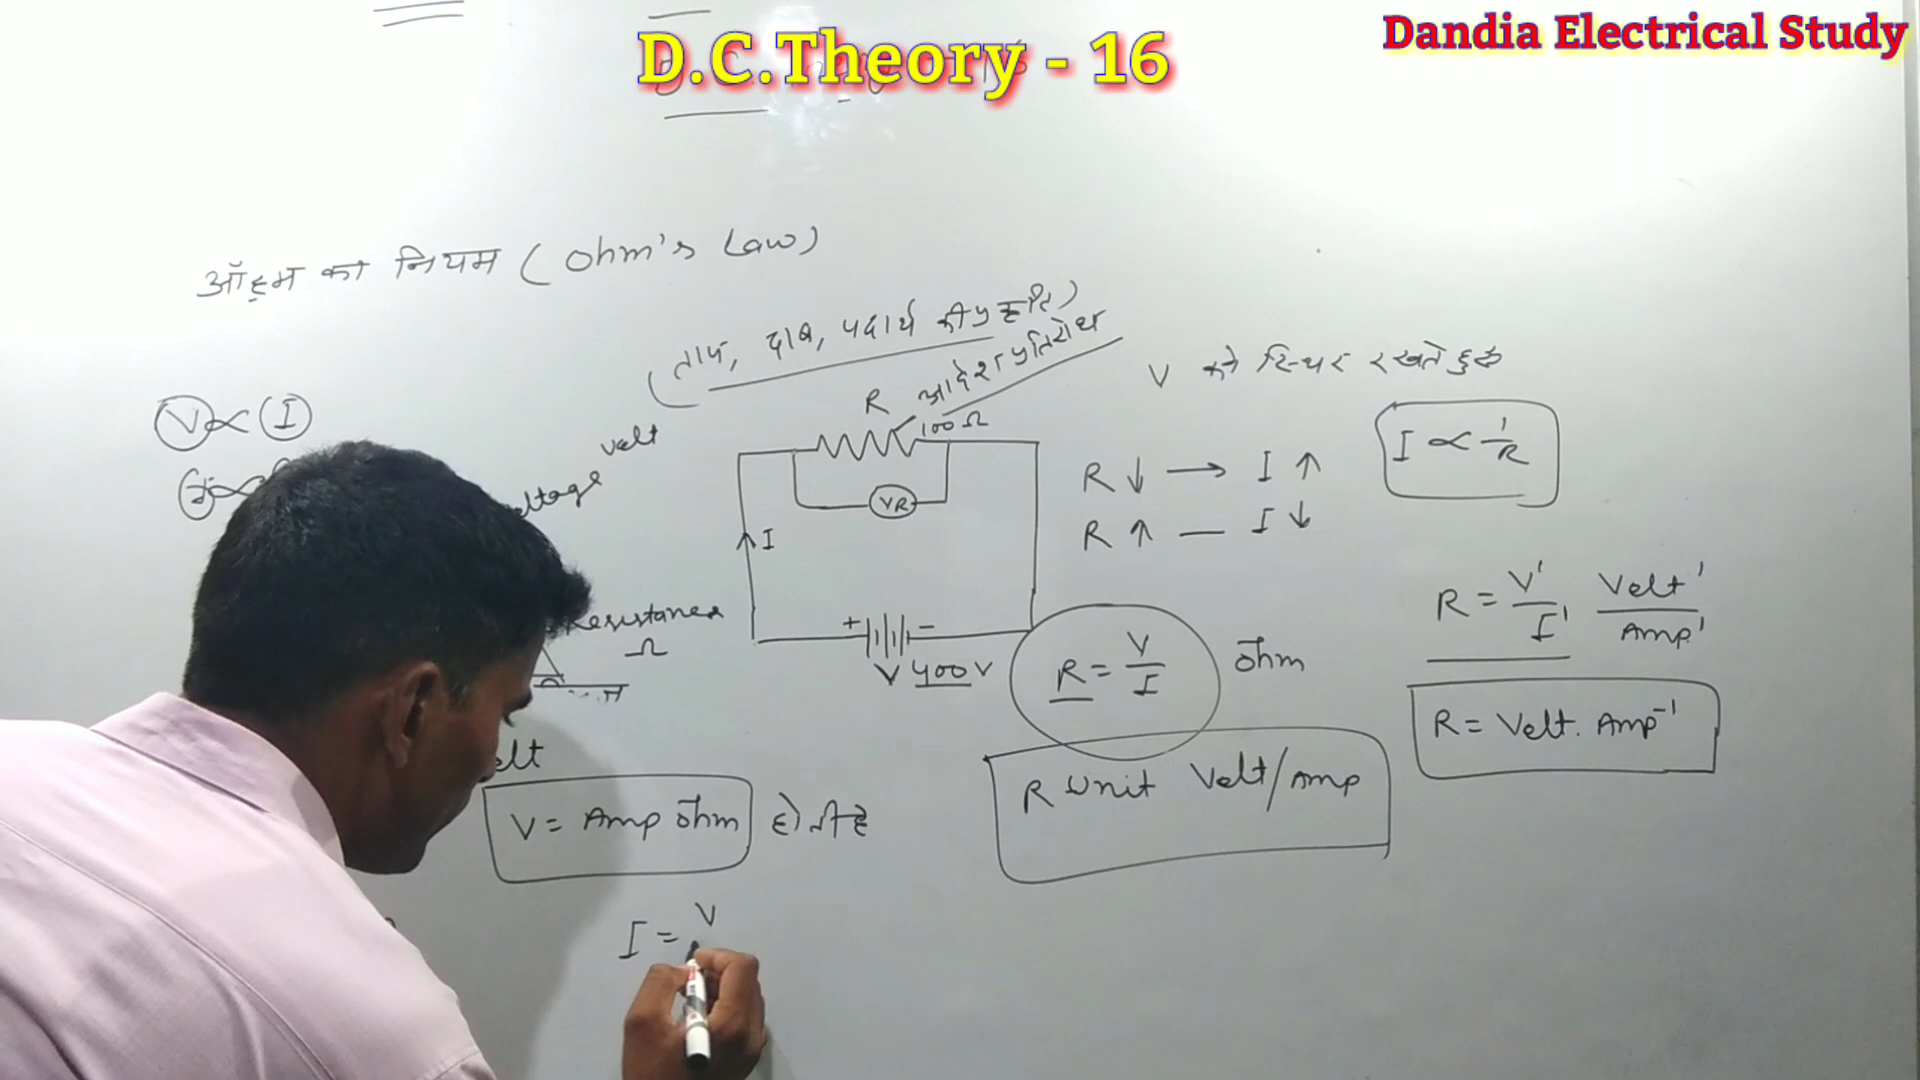 D.C.Theory - 16
Dandia Electrical Study
ऑह्म का नियम ( ohm's Law)
(ताप, दाब, पदार्थ की प्रकृति)
आदेश प्रतिरोध
V को स्थिर रखते हुए
V ∝ I
R
100 Ω
volt
I ∝ 1/R
R ↓ → I ↑
VR
R ↑ — I ↓
I
R = V'/I' Volt'/Amp'
Resistance
Ω
+ −
V 400 V
R = V/I ohm
R = Volt. Amp⁻¹
R unit Volt/Amp
V = Amp ohm होती है
I = V